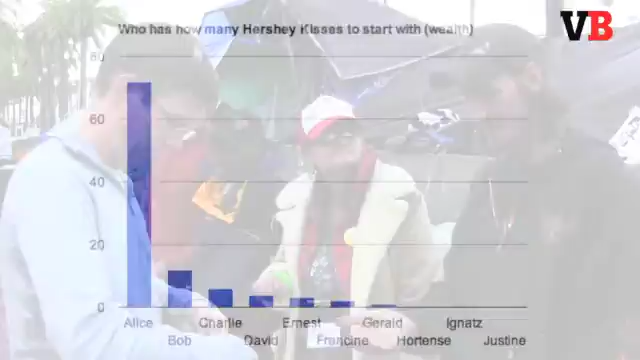 VB
Who has how many Hershey Kisses to start with (wealth)
80
60
40
20
0
Alice
Bob
Charlie
David
Ernest
Francine
Gerald
Hortense
Ignatz
Justine